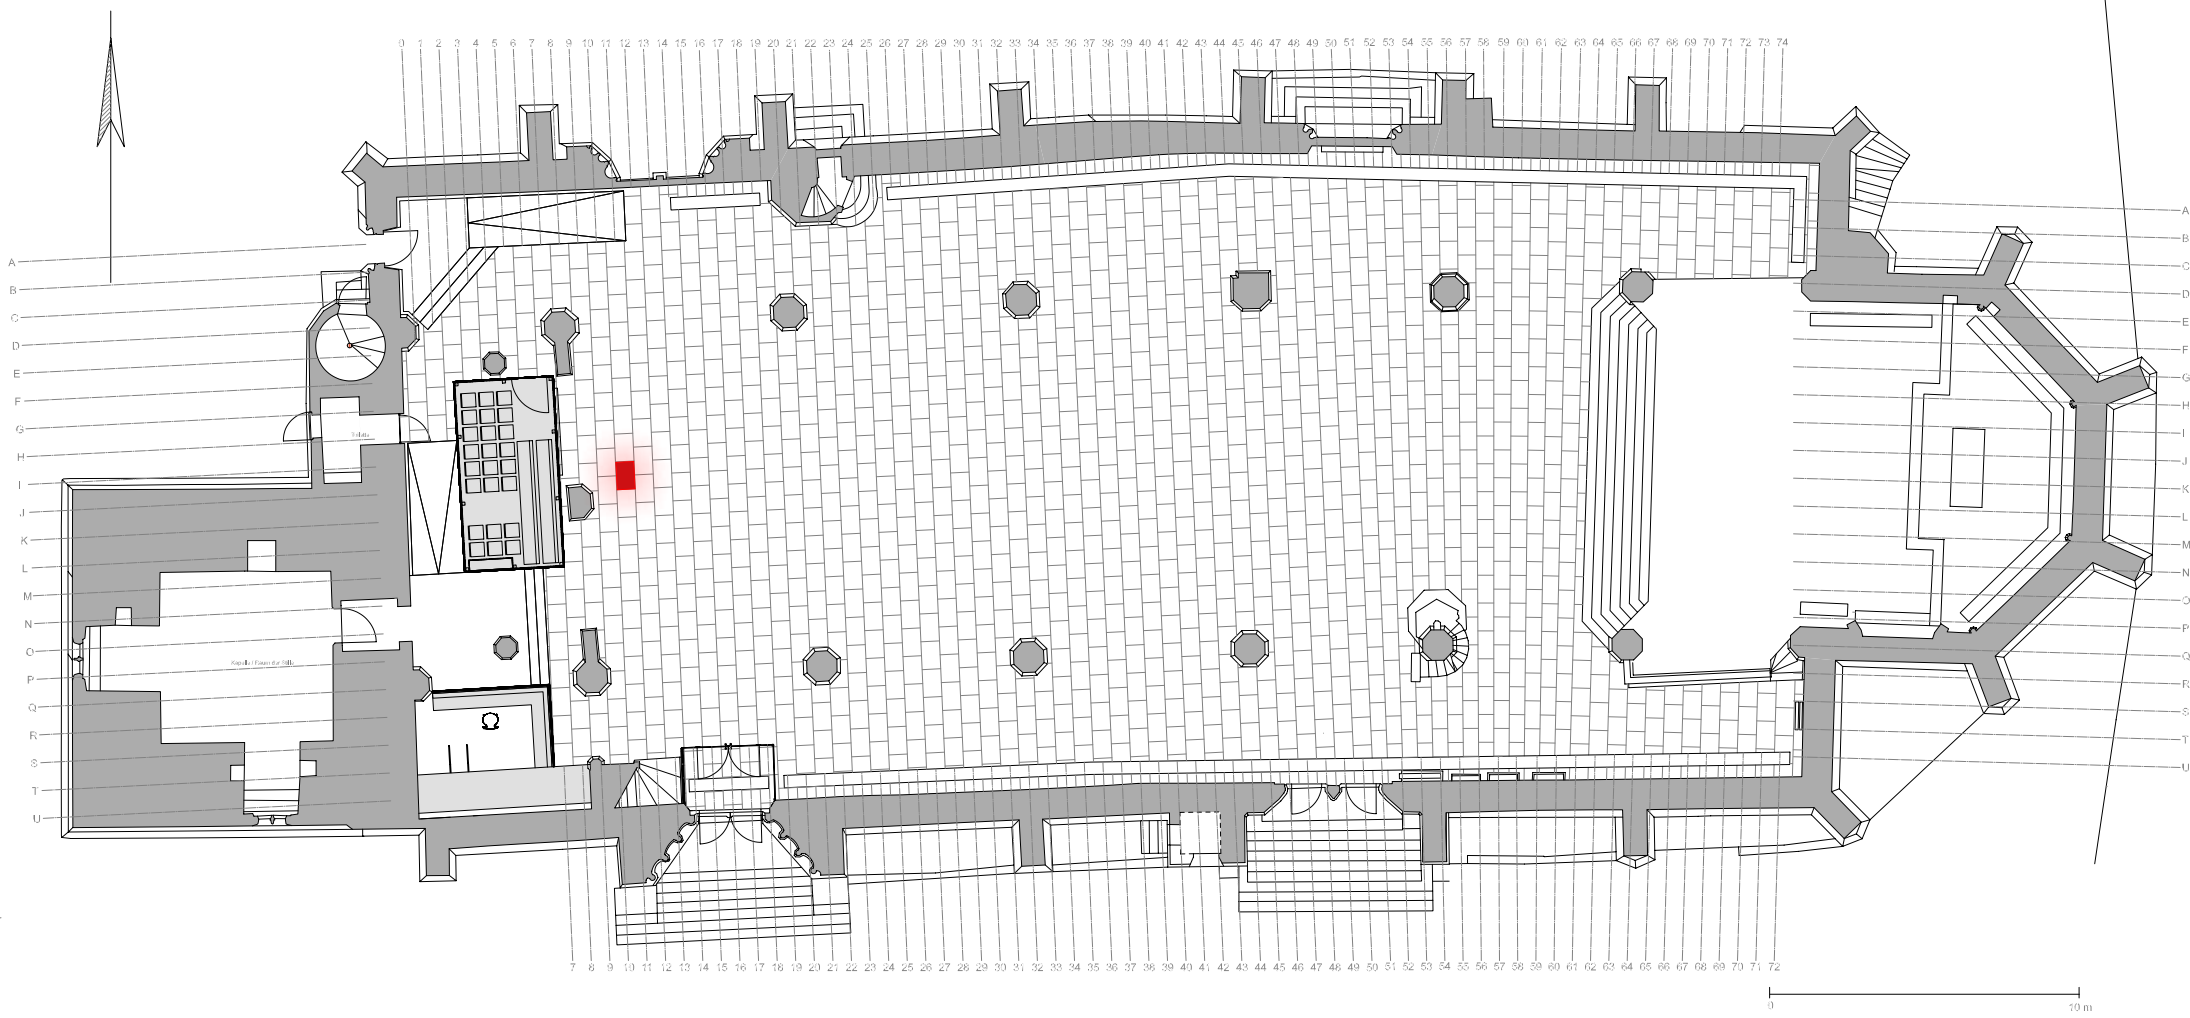 0 1 2 3 4 5 6 7 8 9 10 11 12 13 14 15 16 17 18 19 20 21 22 23 24 25 26 27 28 29 30 31 32 33 34 35 36 37 38 39 40 41 42 43 44 45 46 47 48 49 50 51 52 53 54 55 56 57 58 59 60 61 62 63 64 65 66 67 68 69 70 71 72 73 74
A
B
C
D
E
F
G
H
I
J
K
L
M
N
O
P
Q
R
S
T
U
A
B
C
D
E
F
G
H
I
J
K
L
M
N
O
P
Q
R
S
T
U
7 8 9 10 11 12 13 14 15 16 17 18 19 20 21 22 23 24 25 26 27 28 29 30 31 32 33 34 35 36 37 38 39 40 41 42 43 44 45 46 47 48 49 50 51 52 53 54 55 56 57 58 59 60 61 62 63 64 65 66 67 68 69 70 71 72
0 10 m